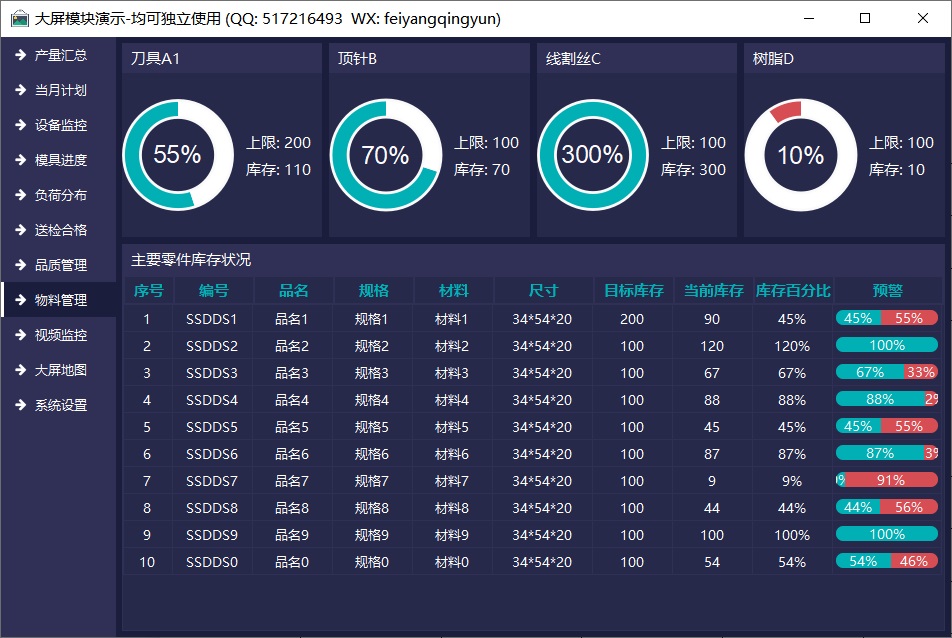 大屏模块演示-均可独立使用 (QQ: 517216493  WX: feiyangqingyun)
产量汇总
当月计划
设备监控
模具进度
负荷分布
送检合格
品质管理
物料管理
视频监控
大屏地图
系统设置
刀具A1
55%
上限: 200
库存: 110
顶针B
70%
上限: 100
库存: 70
线割丝C
300%
上限: 100
库存: 300
树脂D
10%
上限: 100
库存: 10
主要零件库存状况
序号 编号 品名 规格 材料 尺寸 目标库存 当前库存 库存百分比 预警
1 SSDDS1 品名1 规格1 材料1 34*54*20 200 90 45% 45% 55%
2 SSDDS2 品名2 规格2 材料2 34*54*20 100 120 120% 100%
3 SSDDS3 品名3 规格3 材料3 34*54*20 100 67 67% 67% 33%
4 SSDDS4 品名4 规格4 材料4 34*54*20 100 88 88% 88%
5 SSDDS5 品名5 规格5 材料5 34*54*20 100 45 45% 45% 55%
6 SSDDS6 品名6 规格6 材料6 34*54*20 100 87 87% 87%
7 SSDDS7 品名7 规格7 材料7 34*54*20 100 9 9% 91%
8 SSDDS8 品名8 规格8 材料8 34*54*20 100 44 44% 44% 56%
9 SSDDS9 品名9 规格9 材料9 34*54*20 100 100 100% 100%
10 SSDDS0 品名0 规格0 材料0 34*54*20 100 54 54% 54% 46%